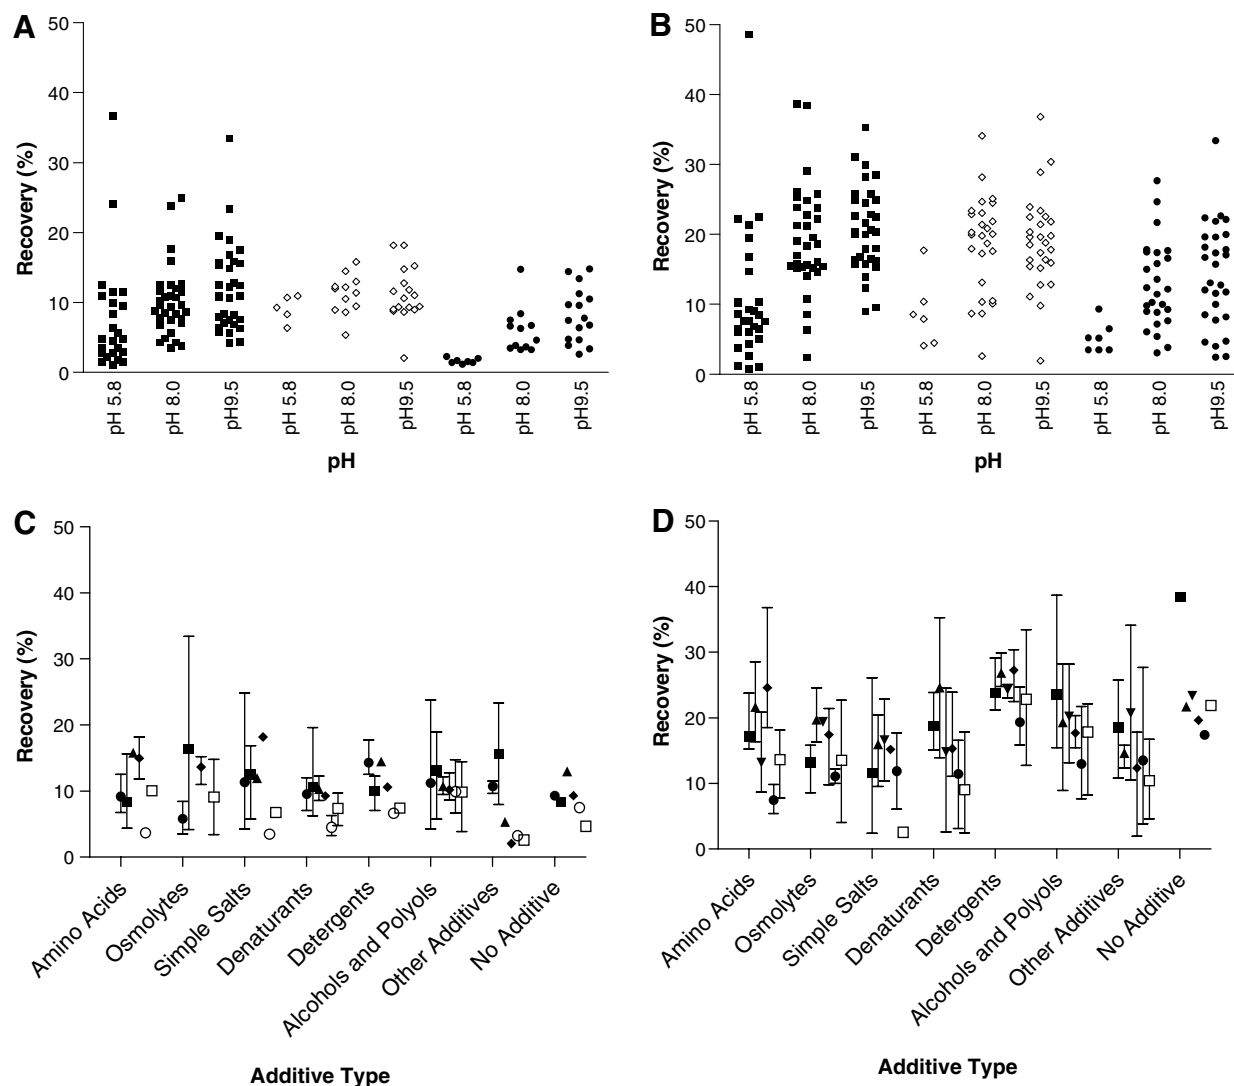 A
50
40
30
20
10
0
Recovery (%)
pH 5.8
pH 8.0
pH9.5
pH 5.8
pH 8.0
pH9.5
pH 5.8
pH 8.0
pH9.5
pH
B
50
40
30
20
10
0
Recovery (%)
pH 5.8
pH 8.0
pH9.5
pH 5.8
pH 8.0
pH9.5
pH 5.8
pH 8.0
pH9.5
pH
C
50
40
30
20
10
0
Recovery (%)
Amino Acids
Osmolytes
Simple Salts
Denaturants
Detergents
Alcohols and Polyols
Other Additives
No Additive
Additive Type
D
50
40
30
20
10
0
Recovery (%)
Amino Acids
Osmolytes
Simple Salts
Denaturants
Detergents
Alcohols and Polyols
Other Additives
No Additive
Additive Type